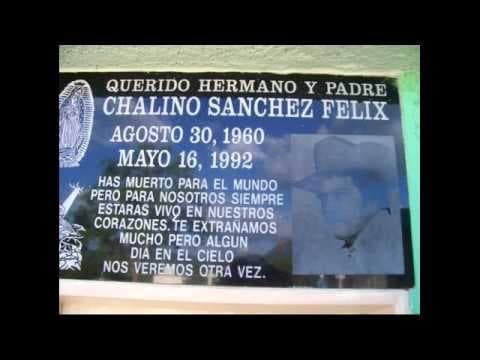 QUERIDO HERMANO Y PADRE
CHALINO SANCHEZ FELIX
AGOSTO 30, 1960
MAYO 16, 1992
HAS MUERTO PARA EL MUNDO
PERO PARA NOSOTROS SIEMPRE
ESTARAS VIVO EN NUESTROS
CORAZONES. TE EXTRAÑAMOS
MUCHO PERO ALGUN
DIA EN EL CIELO
NOS VEREMOS OTRA VEZ.